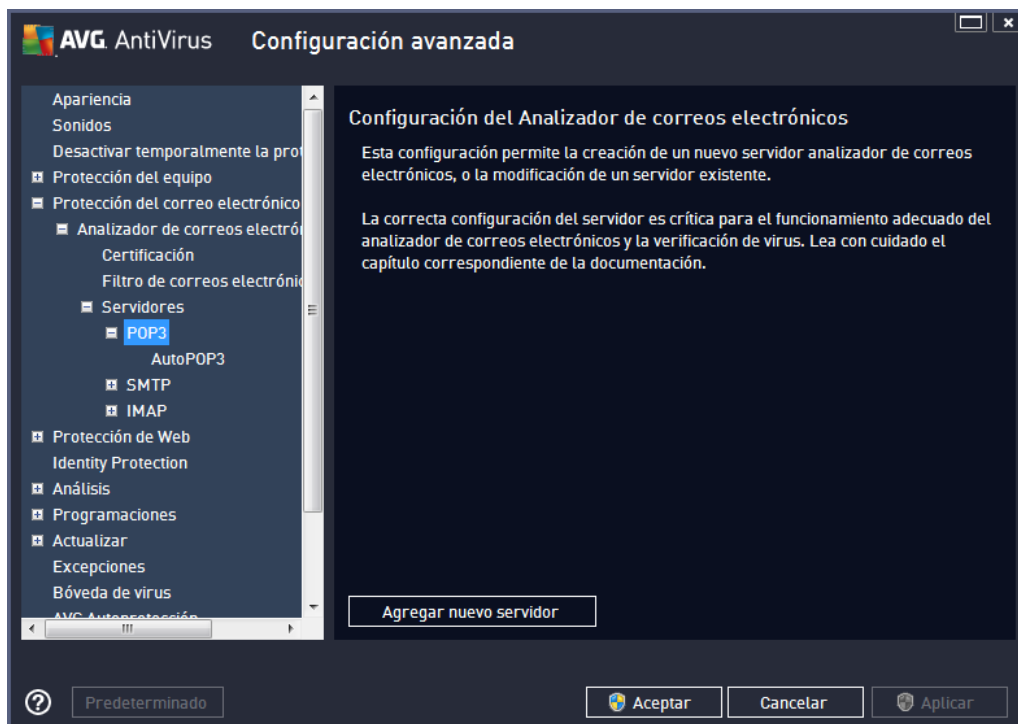 AVG. AntiVirus Configuración avanzada
Apariencia
Sonidos
Desactivar temporalmente la prot
Protección del equipo
Protección del correo electrónico
Analizador de correos electrón
Certificación
Filtro de correos electrónic
Servidores
POP3
AutoPOP3
SMTP
IMAP
Protección de Web
Identity Protection
Análisis
Programaciones
Actualizar
Excepciones
Bóveda de virus
AVG Autoprotección
Configuración del Analizador de correos electrónicos
Esta configuración permite la creación de un nuevo servidor analizador de correos
electrónicos, o la modificación de un servidor existente.
La correcta configuración del servidor es crítica para el funcionamiento adecuado del
analizador de correos electrónicos y la verificación de virus. Lea con cuidado el
capítulo correspondiente de la documentación.
Agregar nuevo servidor
Predeterminado
Aceptar
Cancelar
Aplicar